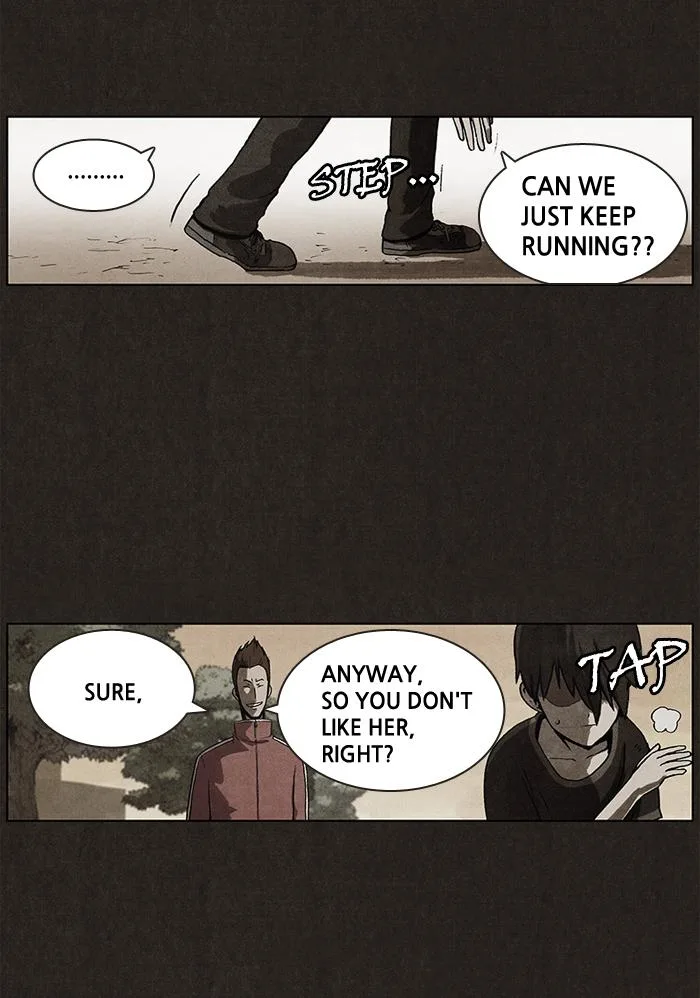 .........
STEP...
CAN WE
JUST KEEP
RUNNING??
SURE,
ANYWAY,
SO YOU DON'T
LIKE HER,
RIGHT?
TAP